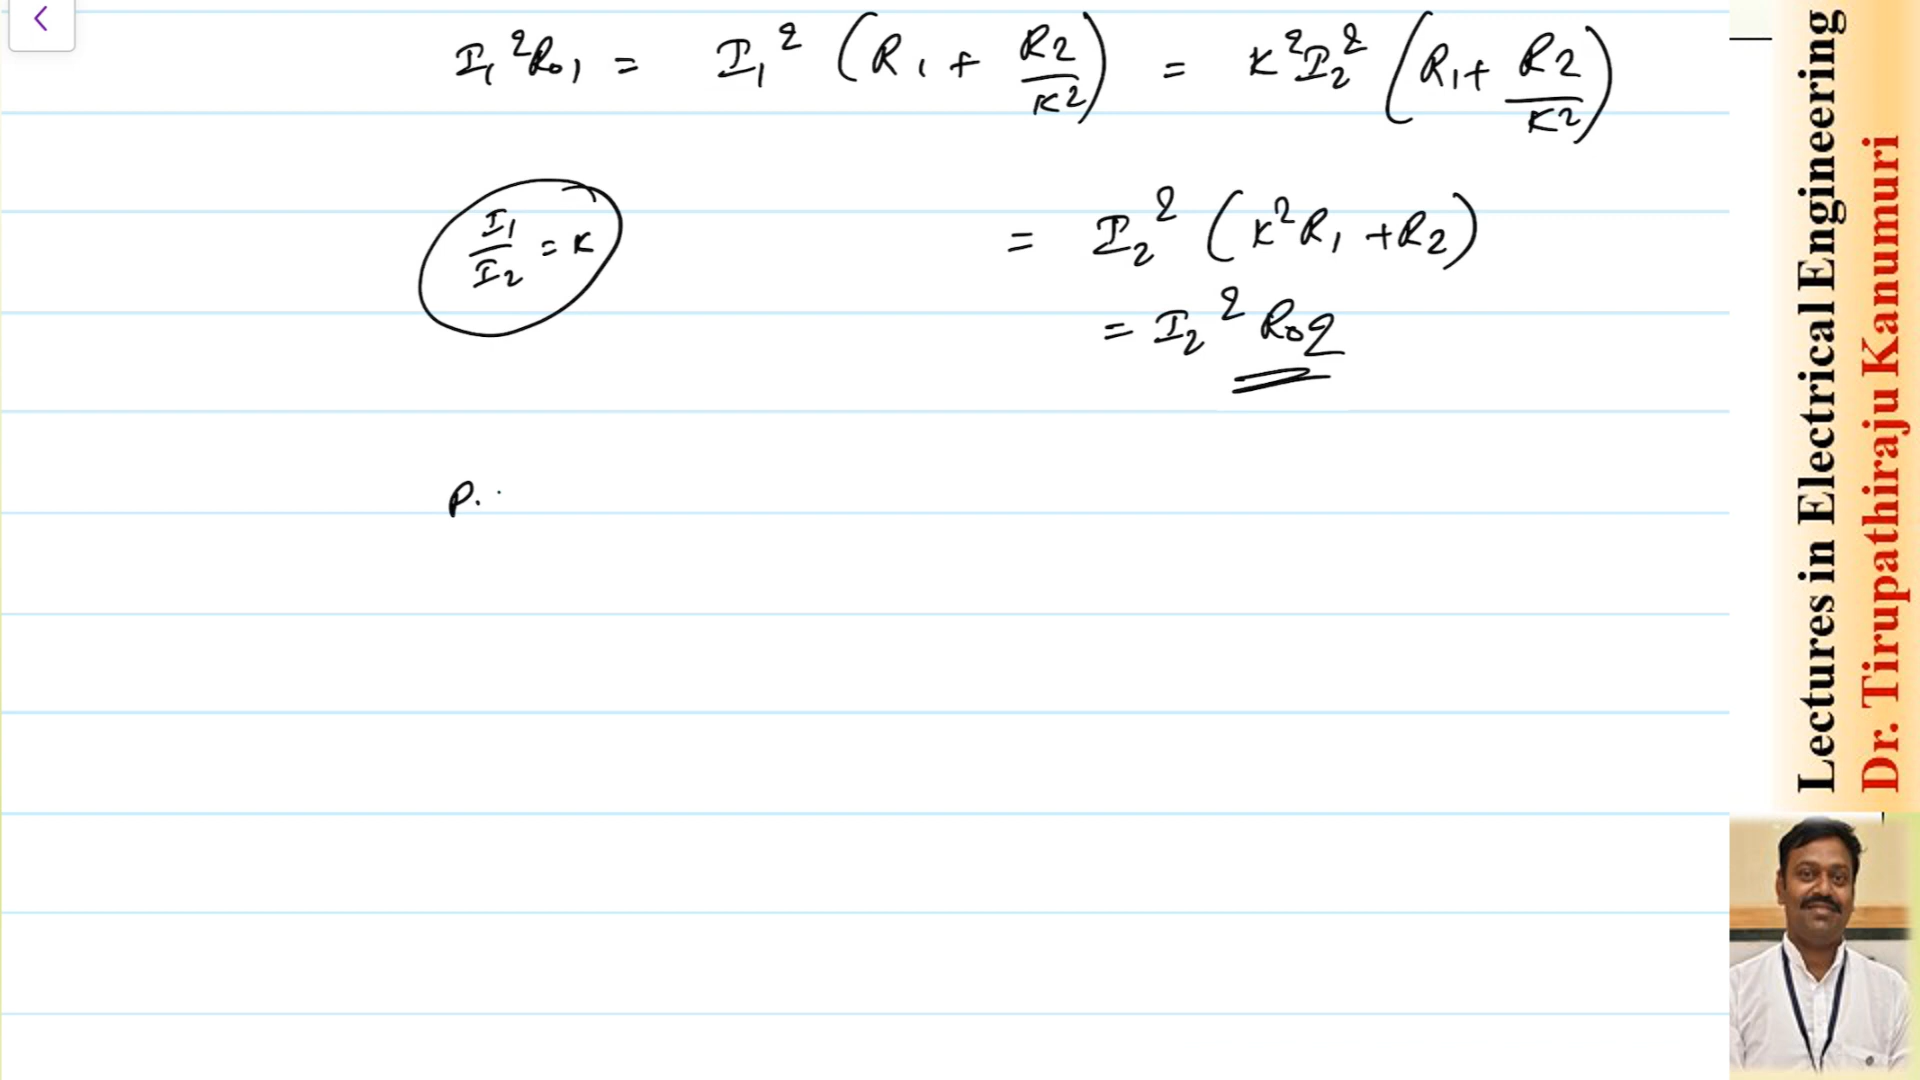 I₁²R₀₁ = I₁² (R₁ + R2/K²) = K²I₂² (R₁ + R2/K²)
I₁/I₂ = K
= I₂² (K²R₁ + R₂)
= I₂² R₀₂
P.
Lectures in Electrical Engineering
Dr. Tirupathiraju Kanumuri